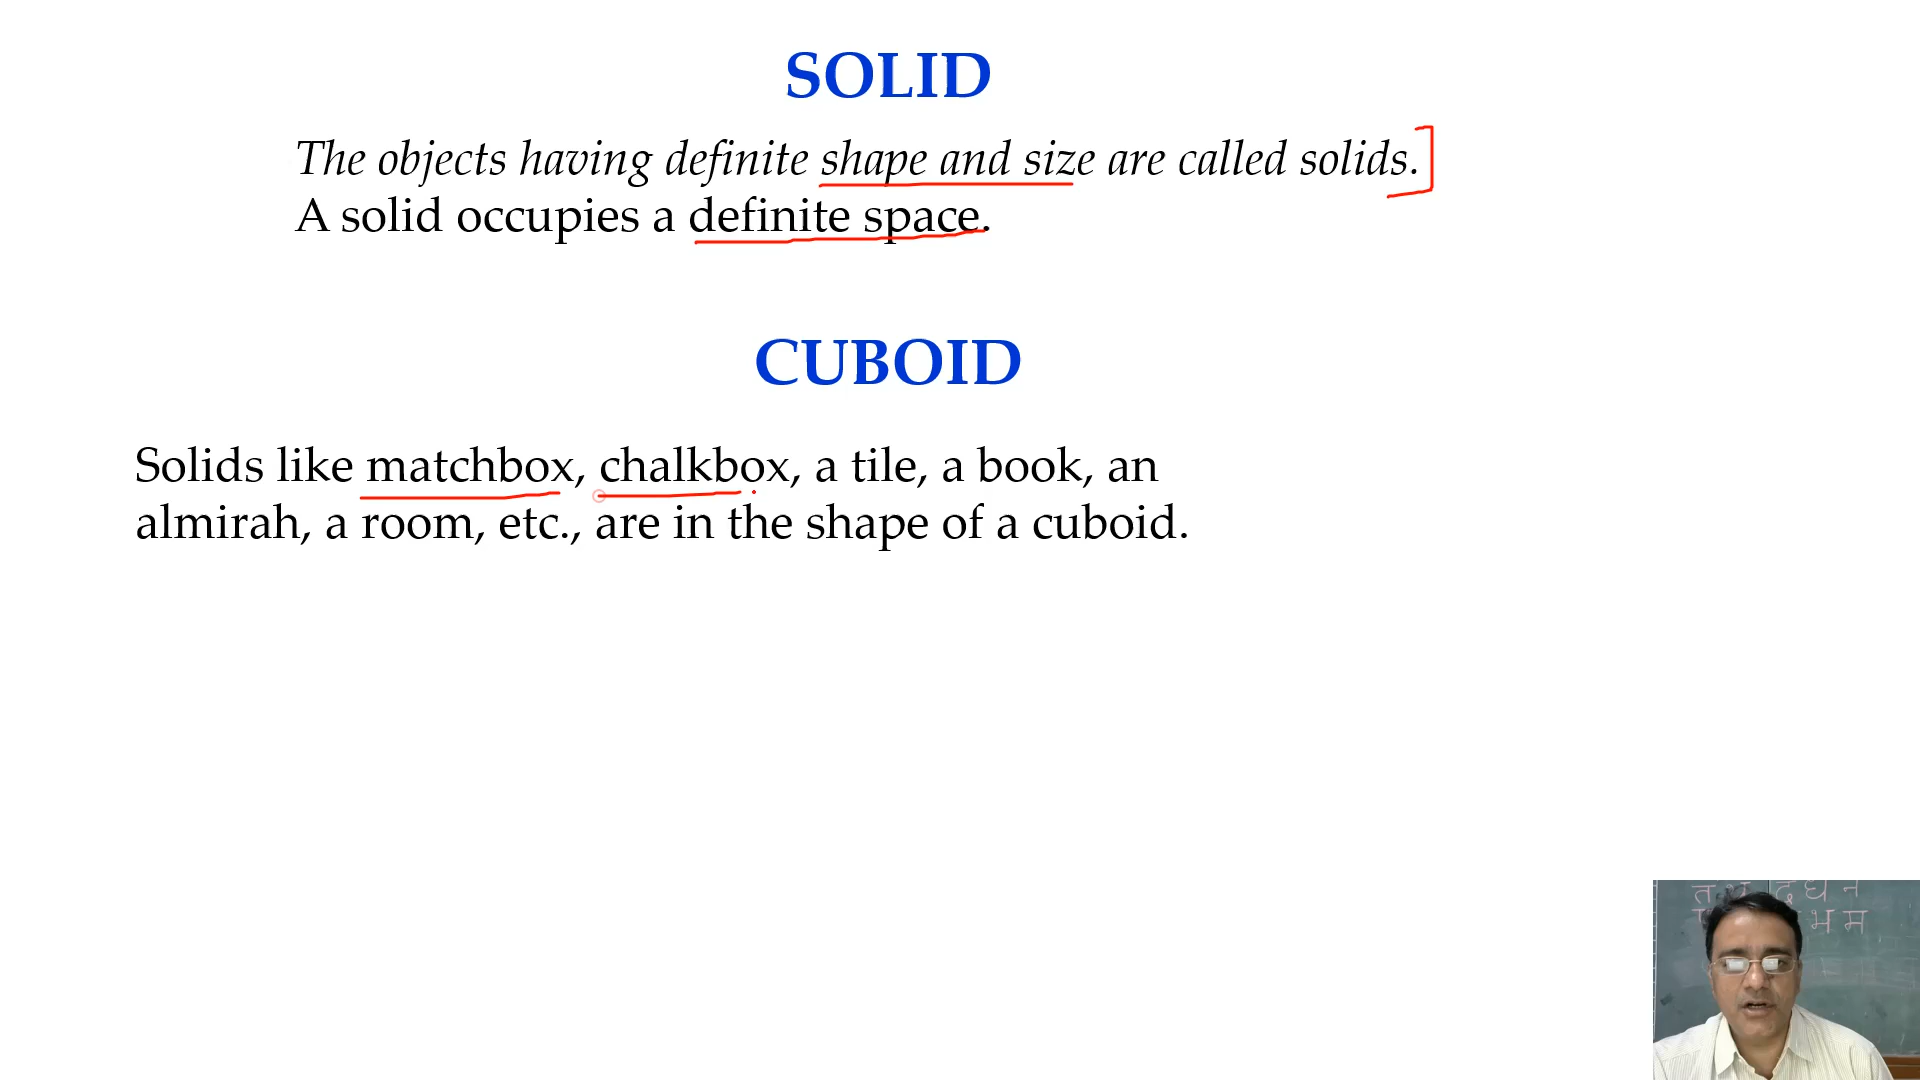 SOLID
The objects having definite shape and size are called solids.
A solid occupies a definite space.
CUBOID
Solids like matchbox, chalkbox, a tile, a book, an
almirah, a room, etc., are in the shape of a cuboid.
त थ द ध न
भ म